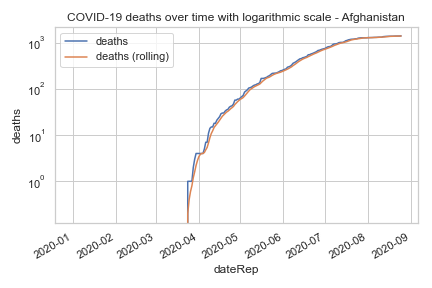 COVID-19 deaths over time with logarithmic scale - Afghanistan
deaths
deaths (rolling)
10³
10²
10¹
10⁰
deaths
2020-01
2020-02
2020-03
2020-04
2020-05
2020-06
2020-07
2020-08
2020-09
dateRep